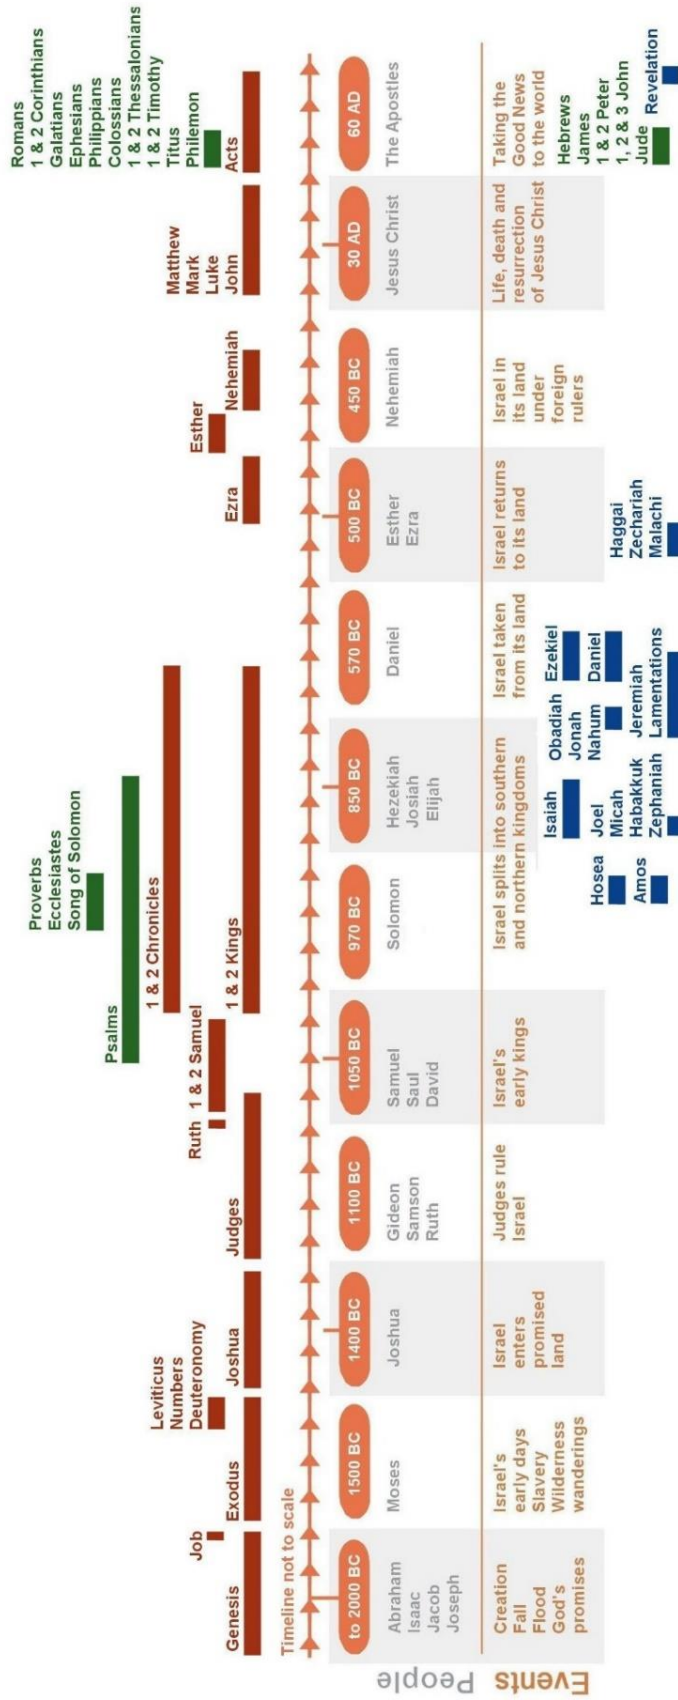 Romans
1 & 2 Corinthians
Galatians
Ephesians
Philippians
Colossians
1 & 2 Thessalonians
1 & 2 Timothy
Titus
Philemon
Proverbs
Ecclesiastes
Song of Solomon
Psalms
1 & 2 Chronicles
Leviticus
Numbers
Deuteronomy
Job
Ruth
1 & 2 Samuel
Esther
Matthew
Mark
Luke
John
Genesis
Exodus
Joshua
Judges
1 & 2 Kings
Ezra
Nehemiah
Acts
Timeline not to scale
to 2000 BC
1500 BC
1400 BC
1100 BC
1050 BC
970 BC
850 BC
570 BC
500 BC
450 BC
30 AD
60 AD
People
Abraham
Isaac
Jacob
Joseph
Moses
Joshua
Gideon
Samson
Ruth
Samuel
Saul
David
Solomon
Hezekiah
Josiah
Elijah
Daniel
Esther
Ezra
Nehemiah
Jesus Christ
The Apostles
Events
Creation
Fall
Flood
God's
promises
Israel's
early days
Slavery
Wilderness
wanderings
Israel
enters
promised
land
Judges rule
Israel
Israel's
early kings
Israel splits into southern
and northern kingdoms
Israel taken
from its land
Israel returns
to its land
Israel in
its land
under
foreign
rulers
Life, death and
resurrection
of Jesus Christ
Taking the
Good News
to the world
Hosea
Amos
Isaiah
Joel
Micah
Habakkuk
Zephaniah
Obadiah
Jonah
Nahum
Jeremiah
Lamentations
Ezekiel
Daniel
Haggai
Zechariah
Malachi
Hebrews
James
1 & 2 Peter
1, 2 & 3 John
Jude
Revelation